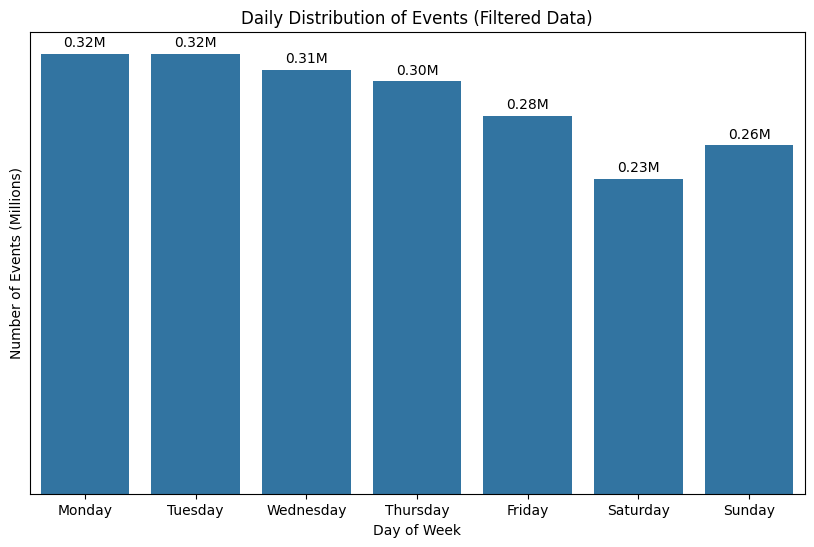 Daily Distribution of Events (Filtered Data)
0.32M
0.32M
0.31M
0.30M
0.28M
0.23M
0.26M
Number of Events (Millions)
Monday
Tuesday
Wednesday
Thursday
Friday
Saturday
Sunday
Day of Week